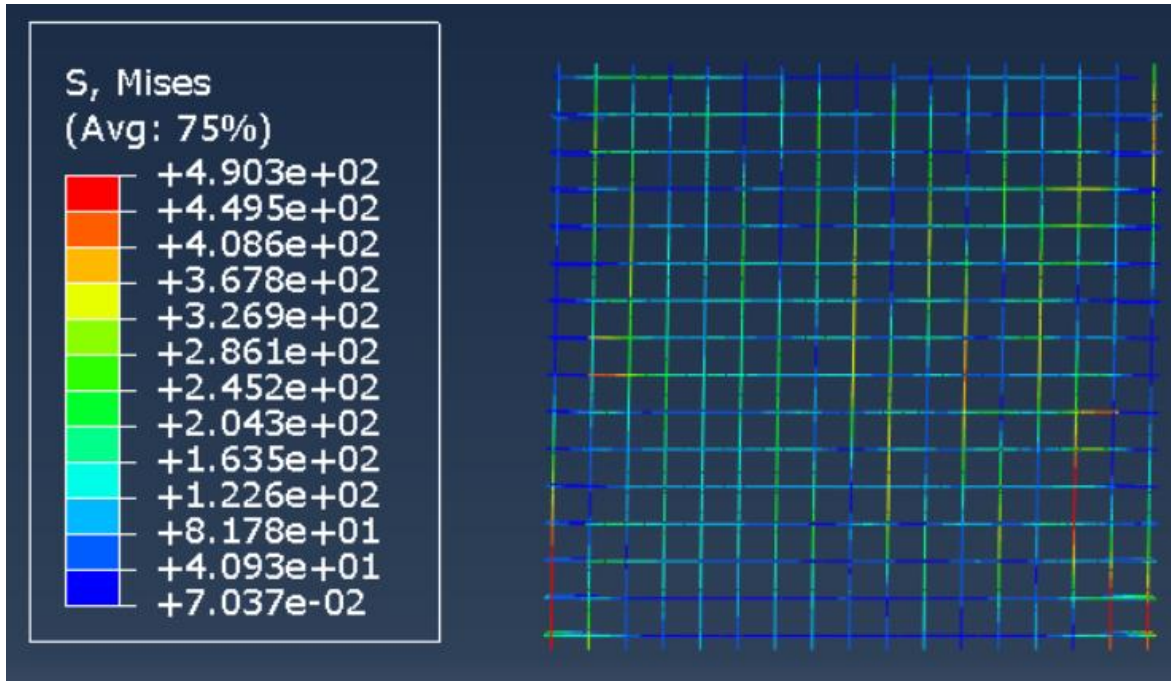 S, Mises
(Avg: 75%)
+4.903e+02
+4.495e+02
+4.086e+02
+3.678e+02
+3.269e+02
+2.861e+02
+2.452e+02
+2.043e+02
+1.635e+02
+1.226e+02
+8.178e+01
+4.093e+01
+7.037e-02